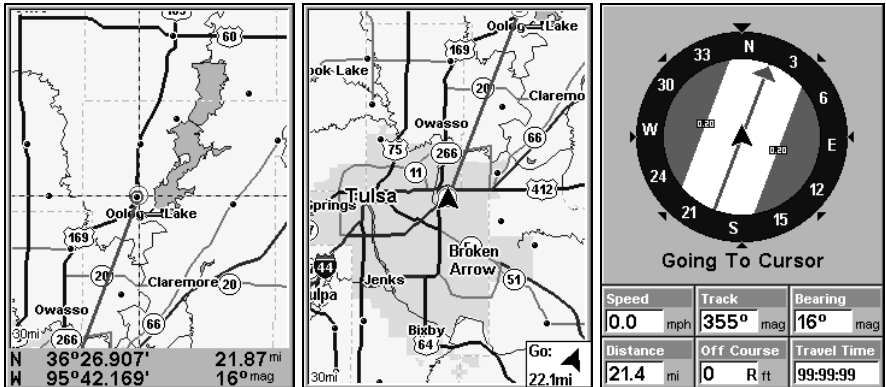 60
Oolog Lake
169
20
Claremore
20
Owasso
66
266
30mi
N 36°26.907' 21.87 mi
W 95°42.169' 16° mag
Oolog Lake
169
ook Lake
20
Claremo
Owasso
66
75
266
11
412
Tulsa
Springs
Broken
Arrow
44
Jenks
51
ulpa
Bixby
64
30mi
Go:
22.1mi
N
33
3
30
6
0.20
W
E
0.20
24
12
21
15
S
Going To Cursor
Speed
0.0 mph
Track
355° mag
Bearing
16° mag
Distance
21.4 mi
Off Course
0 R ft
Travel Time
99:99:99